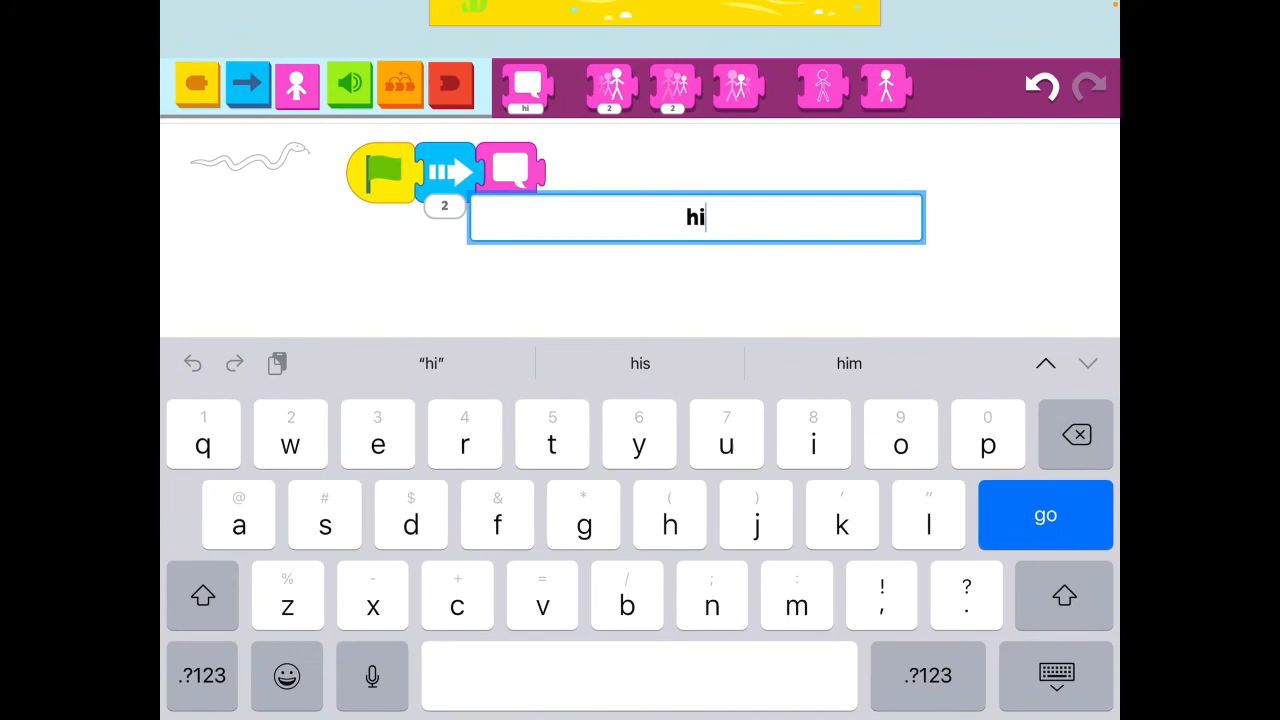 hi
2
2
2
hi
“hi”
his
him
1 2 3 4 5 6 7 8 9 0
q w e r t y u i o p
@ # $ & * ( ) ' "
a s d f g h j k l go
% - + = / ; : ! ?
z x c v b n m , .
.?123 .?123